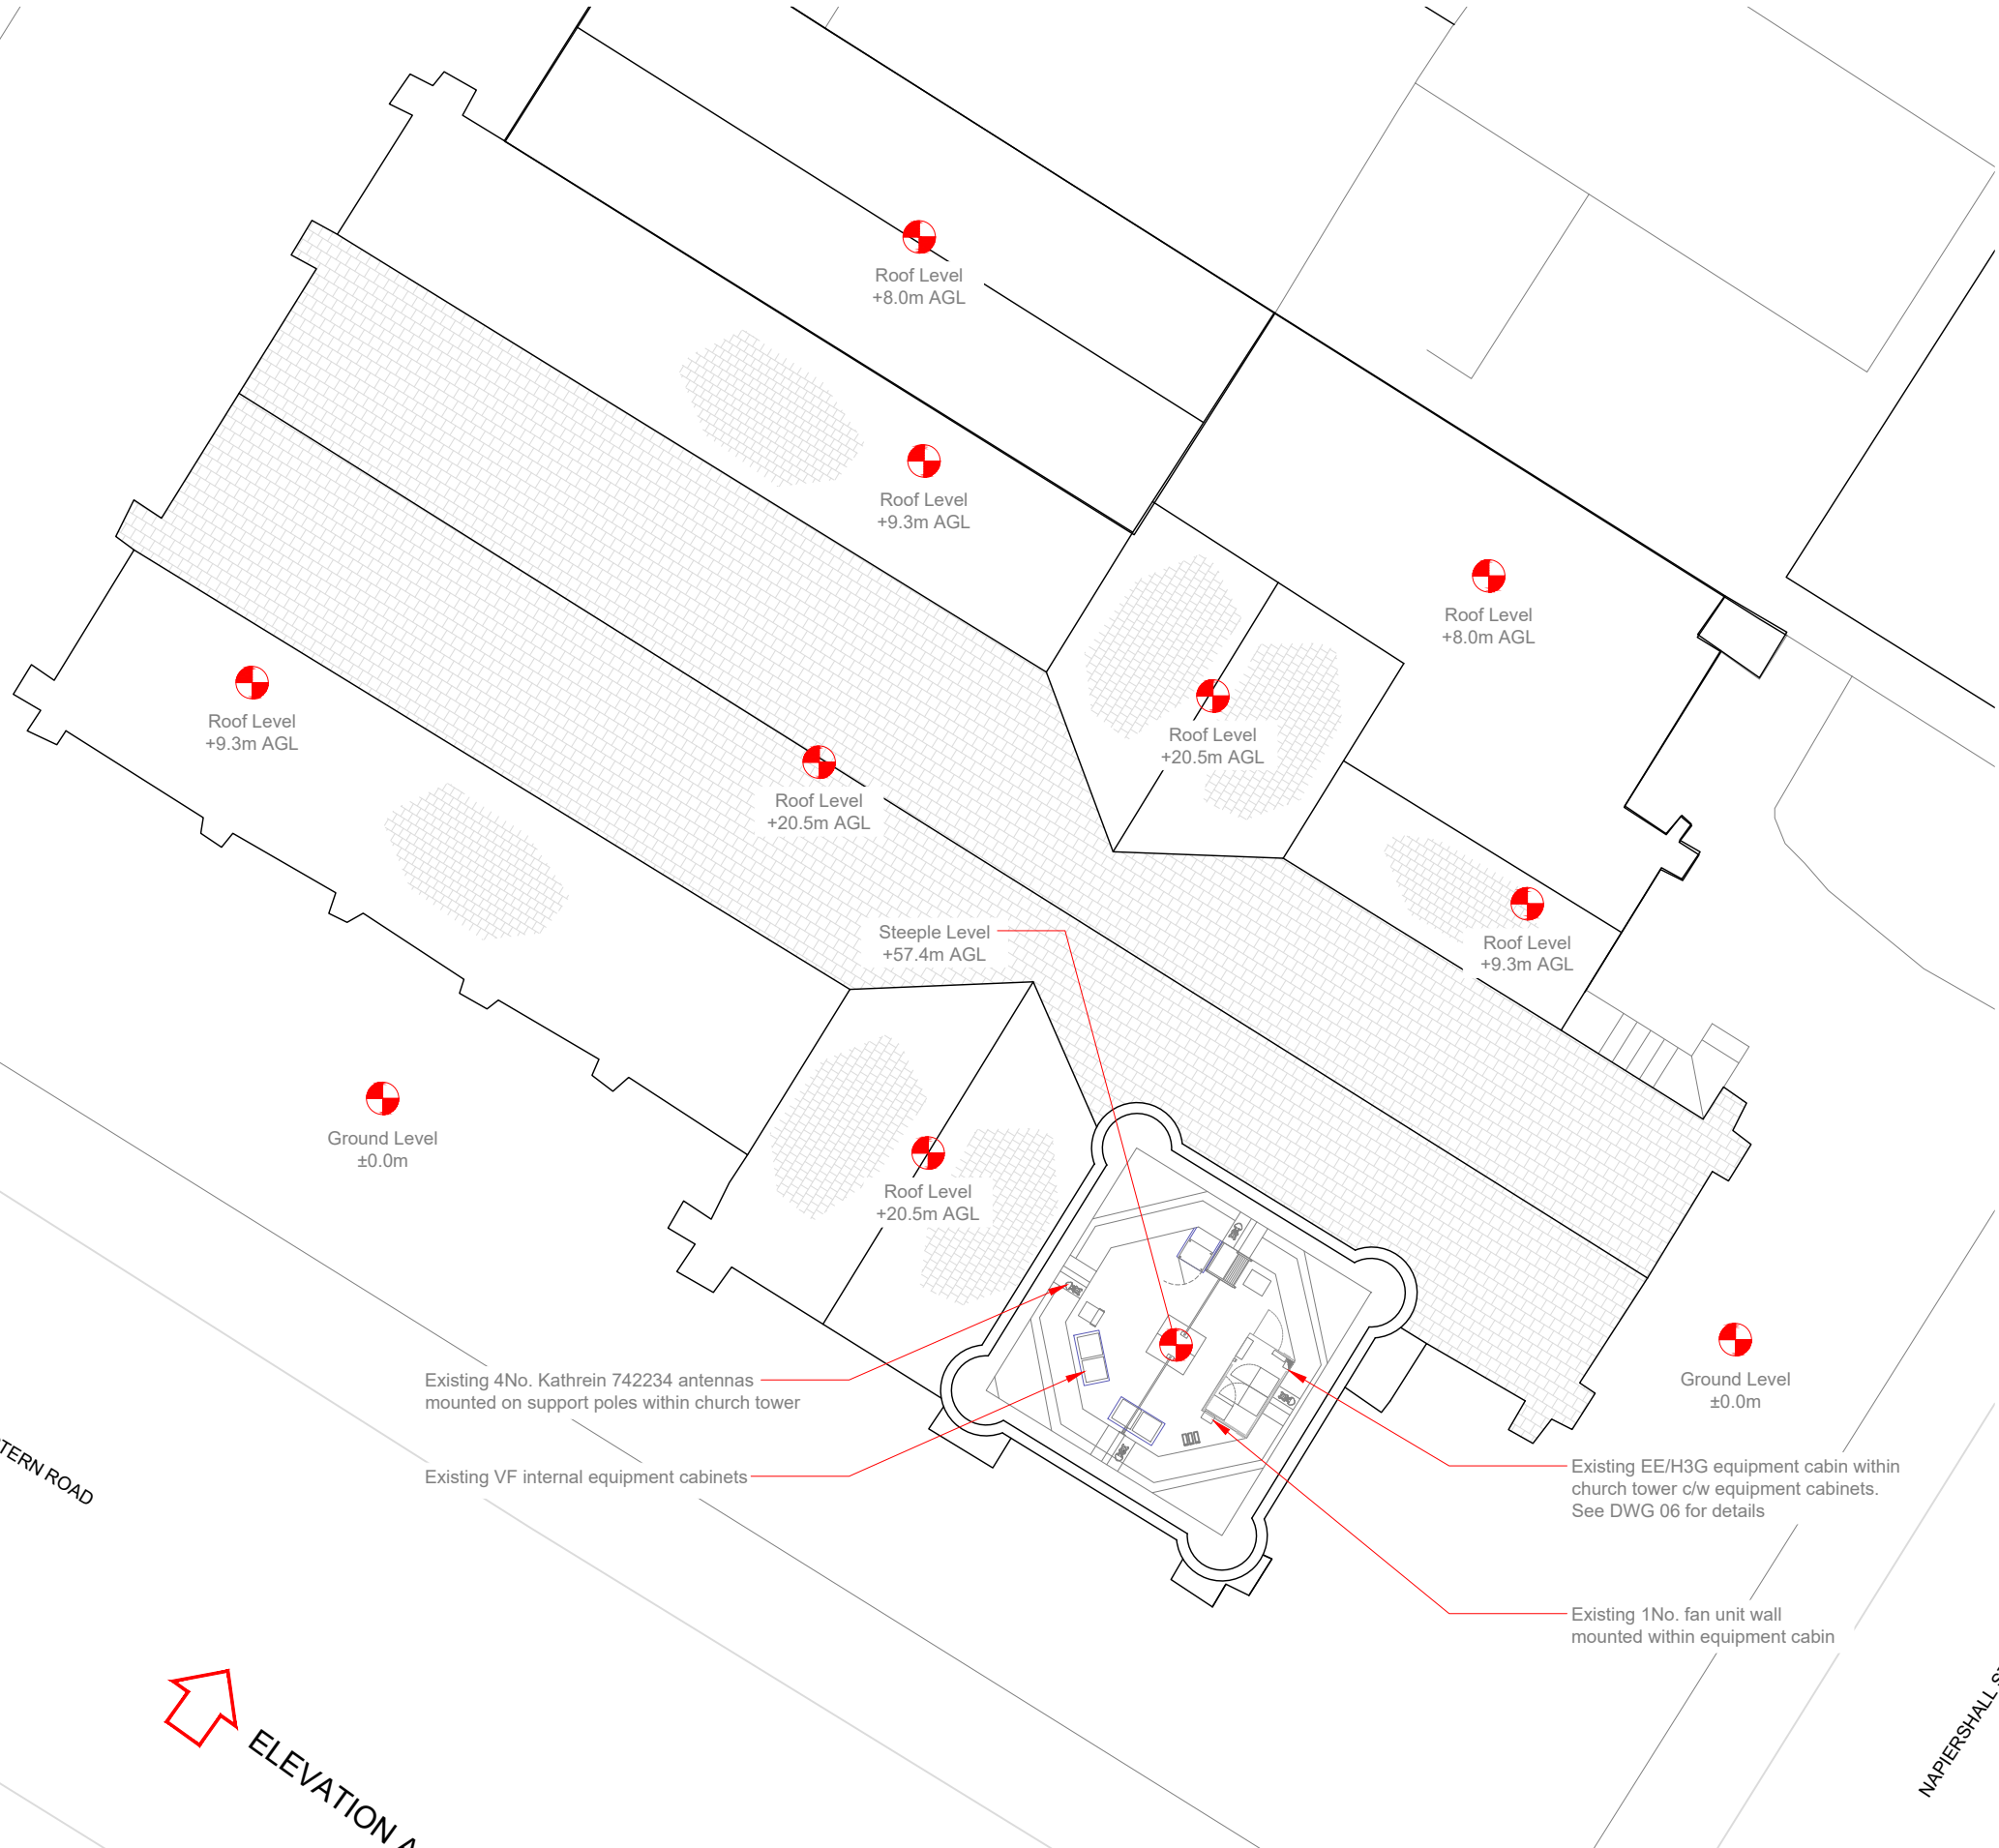 Roof Level
+8.0m AGL
Roof Level
+9.3m AGL
Roof Level
+8.0m AGL
Roof Level
+9.3m AGL
Roof Level
+20.5m AGL
Roof Level
+20.5m AGL
Steeple Level
+57.4m AGL
Roof Level
+9.3m AGL
Ground Level
±0.0m
Roof Level
+20.5m AGL
Existing 4No. Kathrein 742234 antennas
mounted on support poles within church tower
Existing VF internal equipment cabinets
Ground Level
±0.0m
Existing EE/H3G equipment cabin within
church tower c/w equipment cabinets.
See DWG 06 for details
Existing 1No. fan unit wall
mounted within equipment cabin
TERN ROAD
ELEVATION A
NAPIERSHALL S